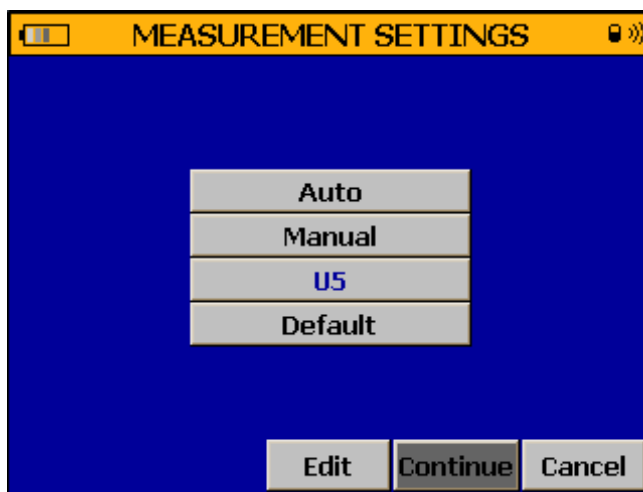 MEASUREMENT SETTINGS
Auto
Manual
U5
Default
Edit Continue Cancel